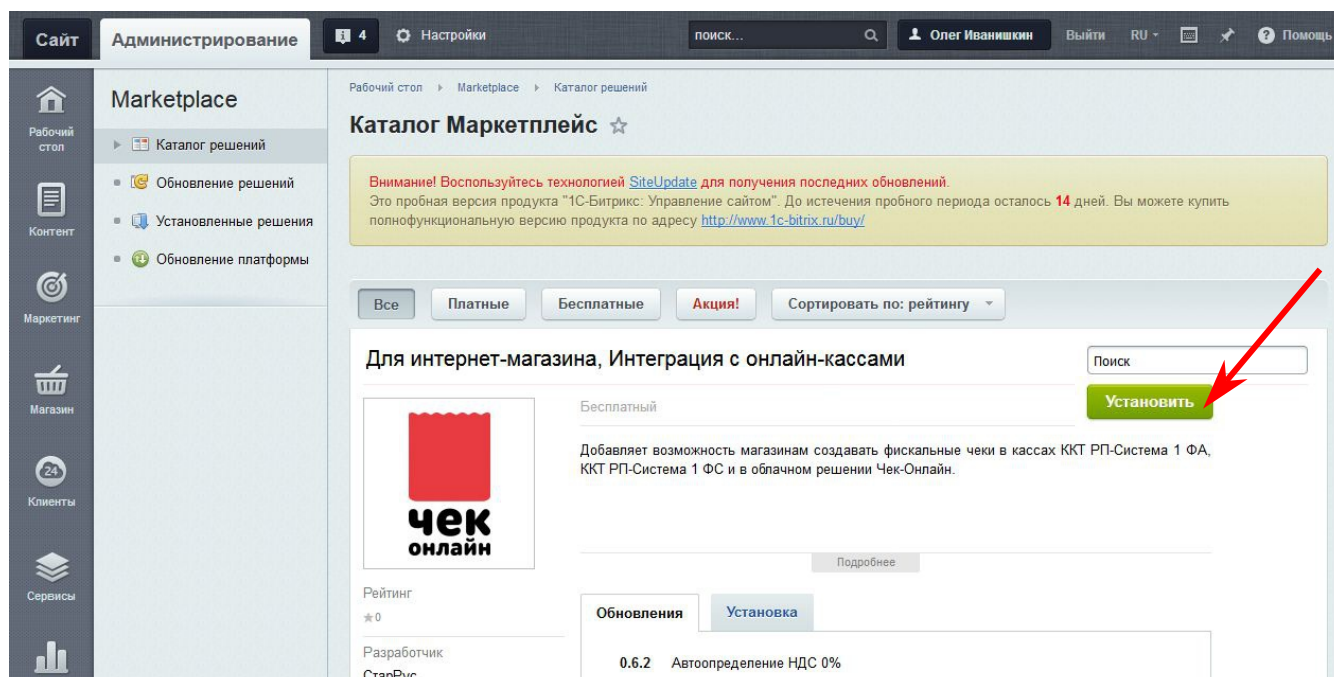 Сайт
Администрирование
4
Настройки
поиск...
Олег Иванишкин
Выйти
RU
Помощь
Рабочий
стол
Контент
Маркетинг
Магазин
24
Клиенты
Сервисы
Marketplace
Каталог решений
Обновление решений
Установленные решения
Обновление платформы
Рабочий стол
Marketplace
Каталог решений
Каталог Маркетплейс
Внимание! Воспользуйтесь технологией SiteUpdate для получения последних обновлений.
Это пробная версия продукта "1С-Битрикс: Управление сайтом". До истечения пробного периода осталось 14 дней. Вы можете купить
полнофункциональную версию продукта по адресу http://www.1c-bitrix.ru/buy/
Все
Платные
Бесплатные
Акция!
Сортировать по: рейтингу
Для интернет-магазина, Интеграция с онлайн-кассами
Поиск
чек
онлайн
Бесплатный
Установить
Добавляет возможность магазинам создавать фискальные чеки в кассах ККТ РП-Система 1 ФА,
ККТ РП-Система 1 ФС и в облачном решении Чек-Онлайн.
Подробнее
Рейтинг
0
Разработчик
СтарРус
Обновления
Установка
0.6.2 Автоопределение НДС 0%